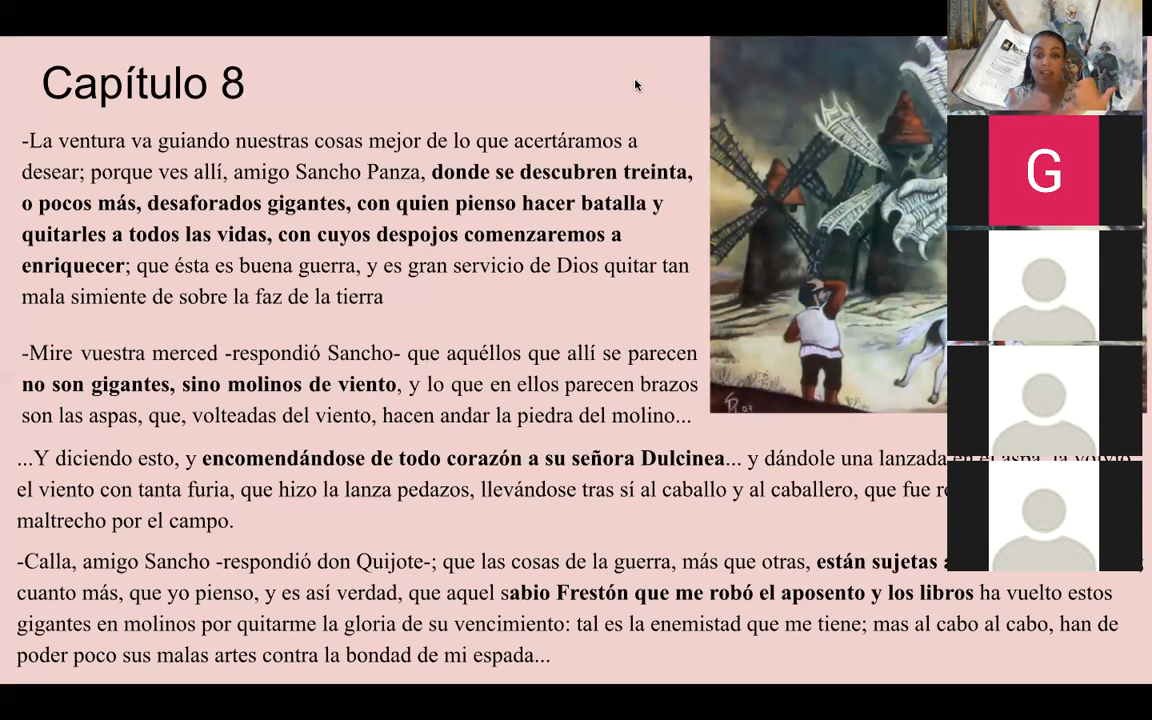 Capítulo 8
-La ventura va guiando nuestras cosas mejor de lo que acertáramos a
desear; porque ves allí, amigo Sancho Panza, donde se descubren treinta,
o pocos más, desaforados gigantes, con quien pienso hacer batalla y
quitarles a todos las vidas, con cuyos despojos comenzaremos a
enriquecer; que ésta es buena guerra, y es gran servicio de Dios quitar tan
mala simiente de sobre la faz de la tierra
-Mire vuestra merced -respondió Sancho- que aquéllos que allí se parecen
no son gigantes, sino molinos de viento, y lo que en ellos parecen brazos
son las aspas, que, volteadas del viento, hacen andar la piedra del molino...
...Y diciendo esto, y encomendándose de todo corazón a su señora Dulcinea... y dándole una lanzada
el viento con tanta furia, que hizo la lanza pedazos, llevándose tras sí al caballo y al caballero, que fue
maltrecho por el campo.
-Calla, amigo Sancho -respondió don Quijote-; que las cosas de la guerra, más que otras, están sujetas
cuanto más, que yo pienso, y es así verdad, que aquel sabio Frestón que me robó el aposento y los libros ha vuelto estos
gigantes en molinos por quitarme la gloria de su vencimiento: tal es la enemistad que me tiene; mas al cabo al cabo, han de
poder poco sus malas artes contra la bondad de mi espada...
G